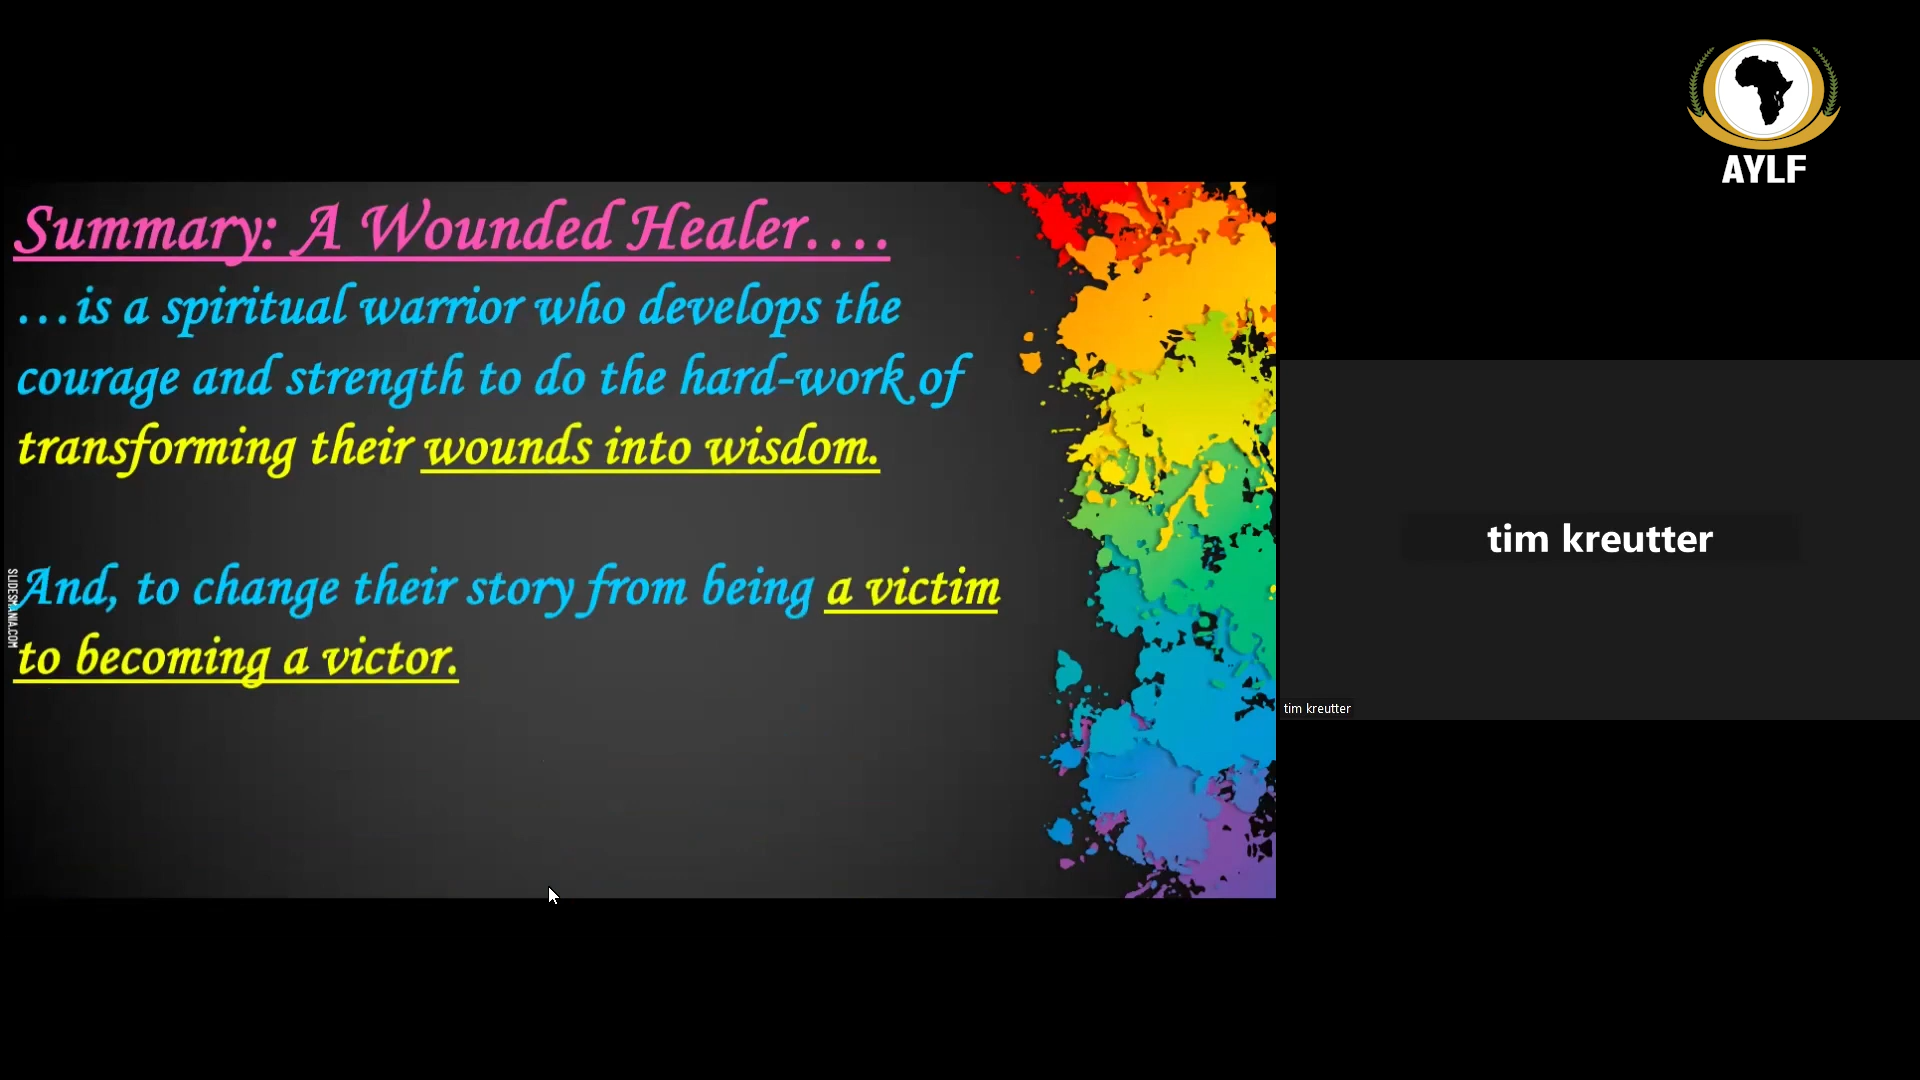 AYLF
Summary: A Wounded Healer....
...is a spiritual warrior who develops the
courage and strength to do the hard-work of
transforming their wounds into wisdom.
And, to change their story from being a victim
to becoming a victor.
SLIDESMANIA.COM
tim kreutter
tim kreutter